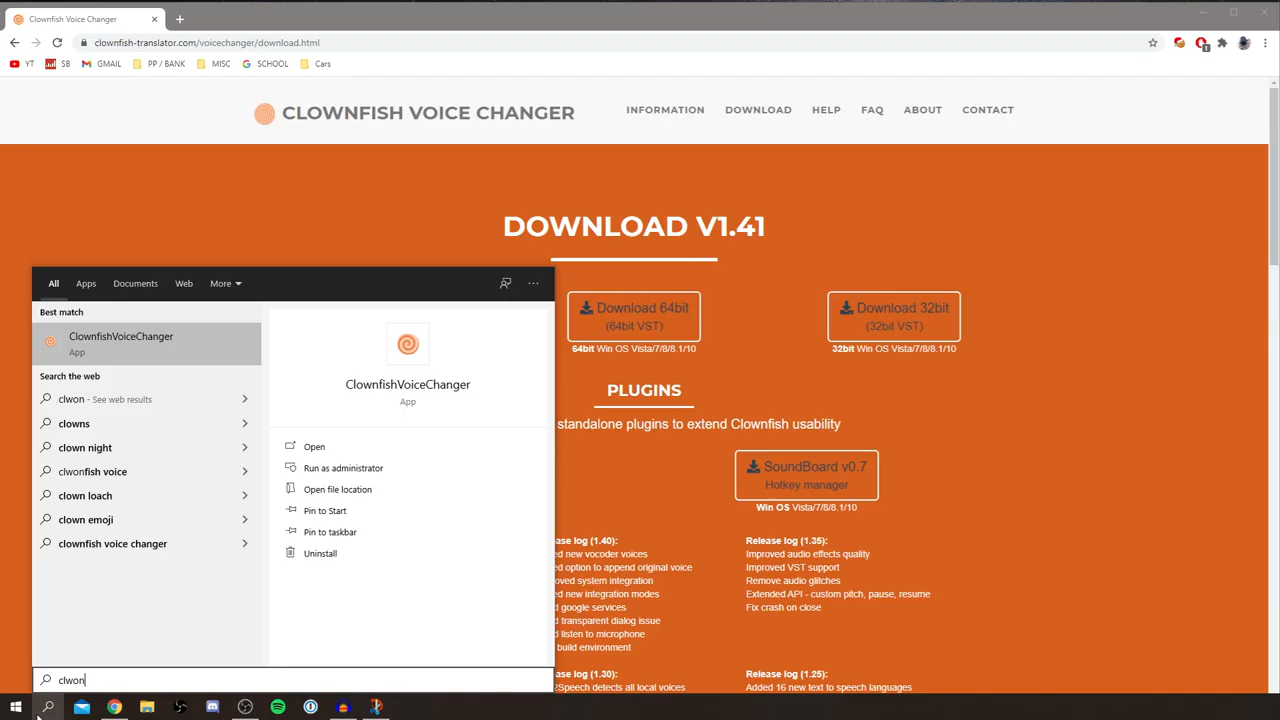 Clownfish Voice Changer
clownfish-translator.com/voicechanger/download.html
YT
SB
GMAIL
PP / BANK
MISC
SCHOOL
Cars
CLOWNFISH VOICE CHANGER
INFORMATION
DOWNLOAD
HELP
FAQ
ABOUT
CONTACT
DOWNLOAD V1.41
Download 64bit
(64bit VST)
64bit Win OS Vista/7/8/8.1/10
Download 32bit
(32bit VST)
32bit Win OS Vista/7/8/8.1/10
PLUGINS
standalone plugins to extend Clownfish usability
SoundBoard v0.7
Hotkey manager
Win OS Vista/7/8/8.1/10
ase log (1.40):
ed new vocoder voices
ed option to append original voice
oved system integration
ed new integration modes
d google services
d transparent dialog issue
d listen to microphone
build environment
Release log (1.35):
Improved audio effects quality
Improved VST support
Remove audio glitches
Extended API - custom pitch, pause, resume
Fix crash on close
ase log (1.30):
2Speech detects all local voices
Release log (1.25):
Added 16 new text to speech languages
All
Apps
Documents
Web
More
Best match
ClownfishVoiceChanger
App
Search the web
clwon - See web results
clowns
clown night
clwonfish voice
clown loach
clown emoji
clownfish voice changer
ClownfishVoiceChanger
App
Open
Run as administrator
Open file location
Pin to Start
Pin to taskbar
Uninstall
clwon